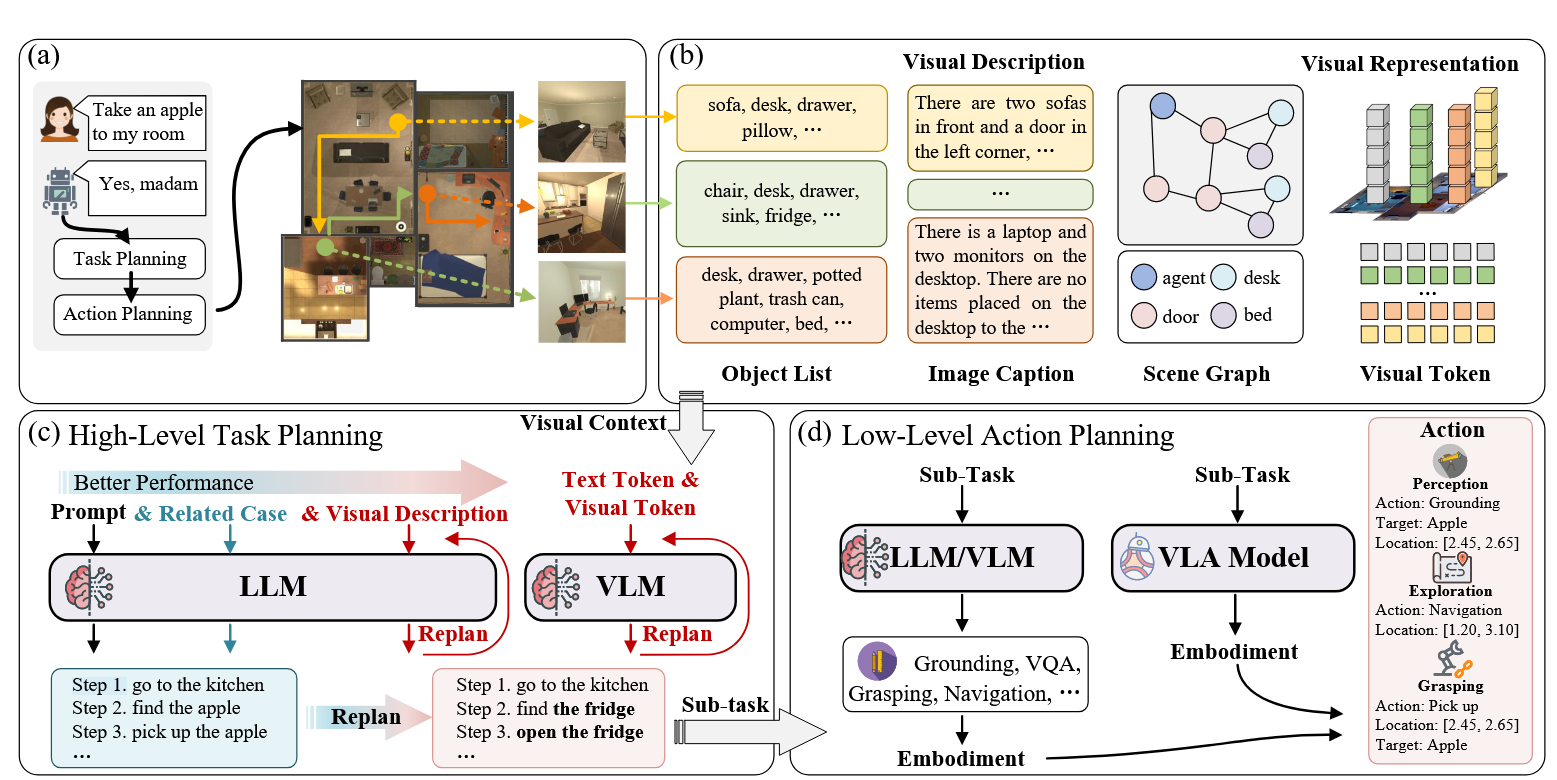 (a)
Take an apple
to my room
Yes, madam
Task Planning
Action Planning
(b)
Visual Description
Visual Representation
sofa, desk, drawer,
pillow, ···
chair, desk, drawer,
sink, fridge, ···
desk, drawer, potted
plant, trash can,
computer, bed, ···
Object List
There are two sofas
in front and a door in
the left corner, ···
···
There is a laptop and
two monitors on the
desktop. There are no
items placed on the
desktop to the ···
Image Caption
agent
desk
door
bed
Scene Graph
···
Visual Token
Visual Context
(c) High-Level Task Planning
Better Performance
Prompt & Related Case & Visual Description
Text Token &
Visual Token
LLM
VLM
Replan
Replan
Step 1. go to the kitchen
Step 2. find the apple
Step 3. pick up the apple
···
Replan
Step 1. go to the kitchen
Step 2. find the fridge
Step 3. open the fridge
···
Sub-task
(d) Low-Level Action Planning
Sub-Task
LLM/VLM
Grounding, VQA,
Grasping, Navigation, ···
Embodiment
Sub-Task
VLA Model
Embodiment
Action
Perception
Action: Grounding
Target: Apple
Location: [2.45, 2.65]
Exploration
Action: Navigation
Location: [1.20, 3.10]
Grasping
Action: Pick up
Location: [2.45, 2.65]
Target: Apple